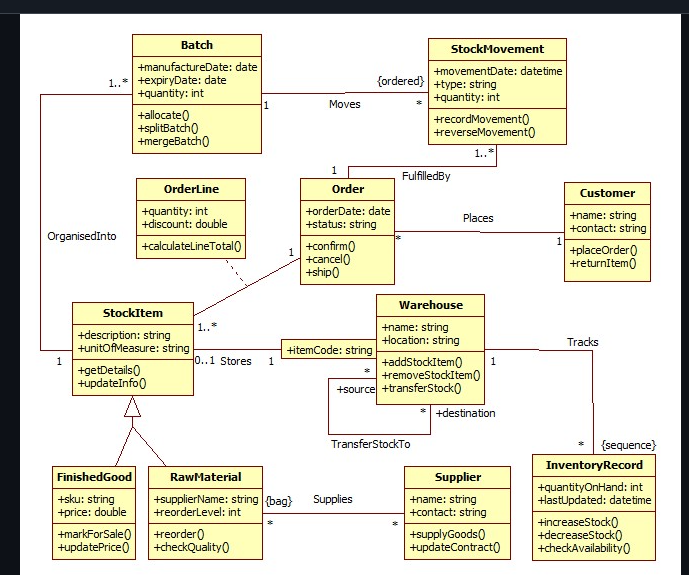 Batch
+manufactureDate: date
+expiryDate: date
+quantity: int
+allocate()
+splitBatch()
+mergeBatch()
1..*
1
Moves
{ordered}
*
StockMovement
+movementDate: datetime
+type: string
+quantity: int
+recordMovement()
+reverseMovement()
1..*
1
FulfilledBy
OrderLine
+quantity: int
+discount: double
+calculateLineTotal()
Order
+orderDate: date
+status: string
+confirm()
+cancel()
+ship()
Places
*
1
Customer
+name: string
+contact: string
+placeOrder()
+returnItem()
OrganisedInto
1
1..*
StockItem
+description: string
+unitOfMeasure: string
+getDetails()
+updateInfo()
1
0..1
Stores
1
+itemCode: string
Warehouse
+name: string
+location: string
+addStockItem()
+removeStockItem()
+transferStock()
*
+source
*
+destination
TransferStockTo
1
Tracks
*
{sequence}
FinishedGood
+sku: string
+price: double
+markForSale()
+updatePrice()
RawMaterial
+supplierName: string
+reorderLevel: int
+reorder()
+checkQuality()
{bag}
Supplies
*
*
Supplier
+name: string
+contact: string
+supplyGoods()
+updateContract()
InventoryRecord
+quantityOnHand: int
+lastUpdated: datetime
+increaseStock()
+decreaseStock()
+checkAvailability()